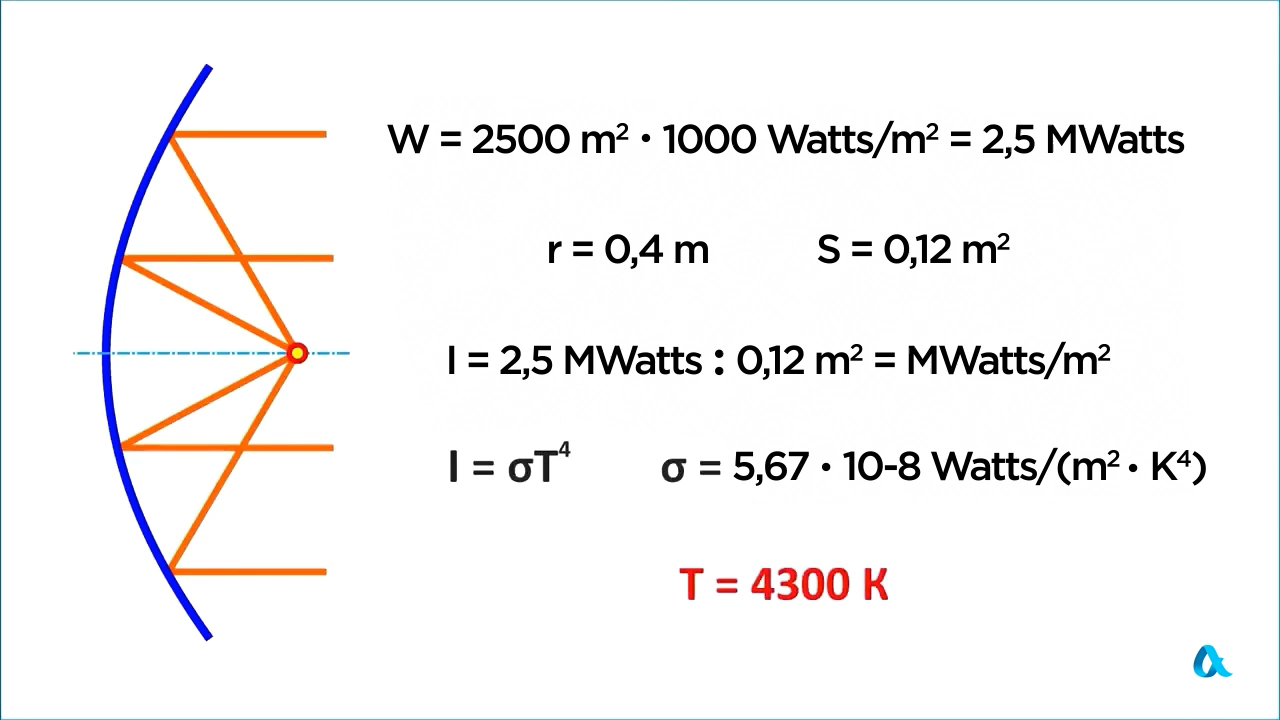 W = 2500 m² · 1000 Watts/m² = 2,5 MWatts
r = 0,4 m S = 0,12 m²
I = 2,5 MWatts : 0,12 m² = MWatts/m²
I = σT⁴ σ = 5,67 · 10-8 Watts/(m² · K⁴)
T = 4300 K